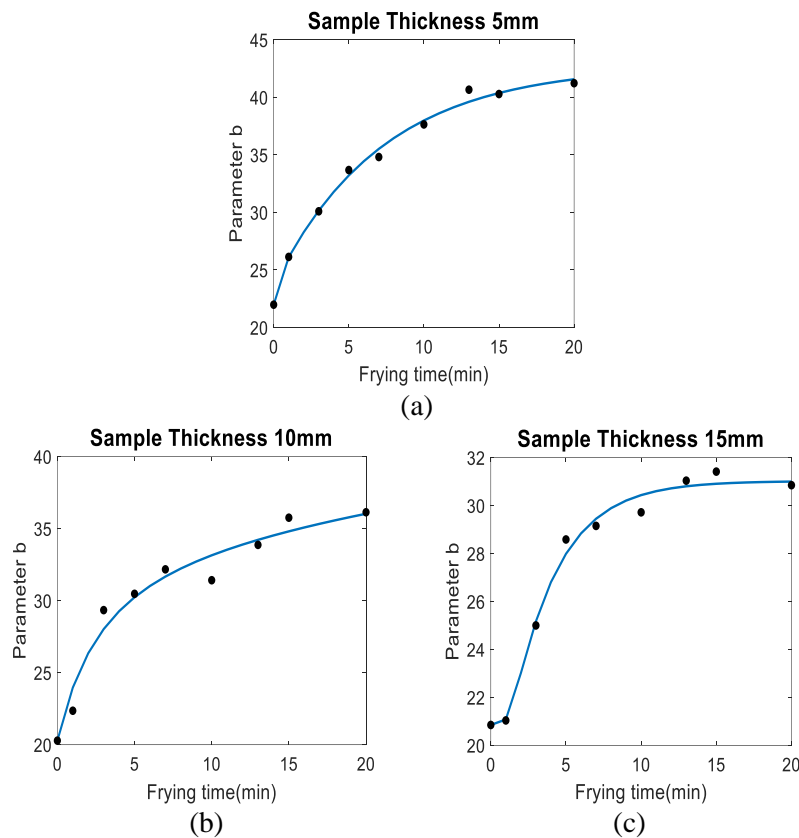 Sample Thickness 5mm
45
40
35
30
25
20
Parameter b
0 5 10 15 20
Frying time(min)
(a)
Sample Thickness 10mm
40
35
30
25
20
Parameter b
0 5 10 15 20
Frying time(min)
(b)
Sample Thickness 15mm
32
30
28
26
24
22
20
Parameter b
0 5 10 15 20
Frying time(min)
(c)